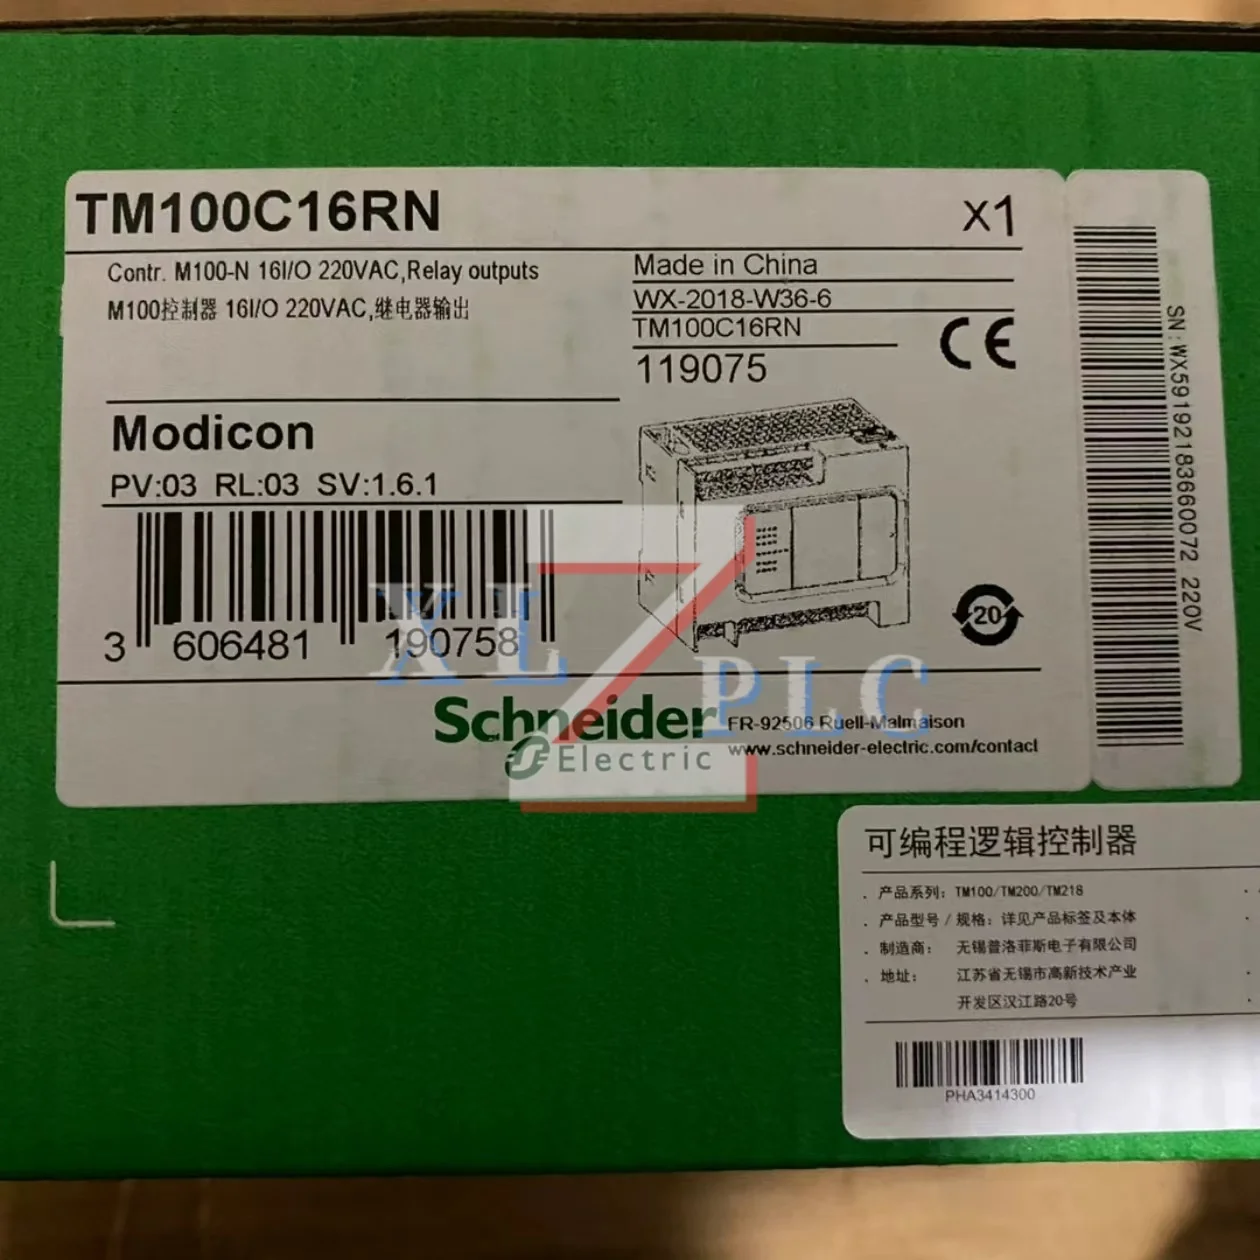 TM100C16RN
x1
Contr. M100-N 16I/O 220VAC,Relay outputs
M100控制器 16I/O 220VAC,继电器输出
Made in China
WX-2018-W36-6
TM100C16RN
119075
CE
Modicon
PV:03 RL:03 SV:1.6.1
3 606481 190758
20
XL PLC
Schneider
Electric
FR-92506 Ruell-Malmaison
www.schneider-electric.com/contact
SN:WX59192183660072 220V
可编程逻辑控制器
. 产品系列: TM100/TM200/TM218
. 产品型号/规格: 详见产品标签及本体
. 制造商: 无锡普洛菲斯电子有限公司
. 地址: 江苏省无锡市高新技术产业
开发区汉江路20号
PHA3414300